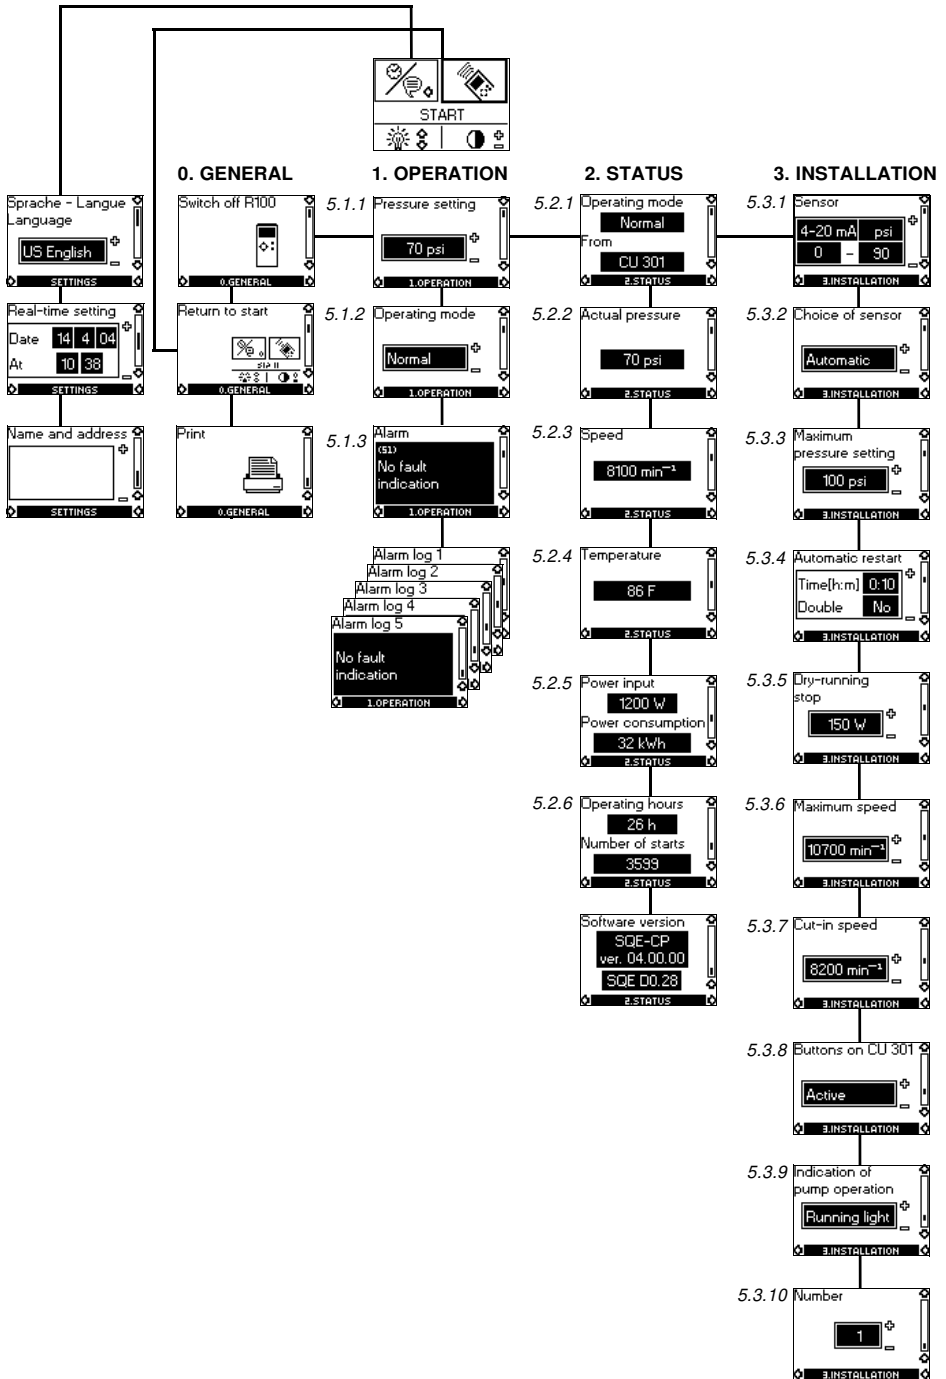 START
0. GENERAL
1. OPERATION
2. STATUS
3. INSTALLATION
Sprache - Langue
Language
US English
SETTINGS
Real-time setting
Date 14 4 04
At 10 38
SETTINGS
Name and address
SETTINGS
Switch off R100
0.GENERAL
Return to start
0.GENERAL
Print
0.GENERAL
5.1.1
Pressure setting
70 psi
1.OPERATION
5.1.2
Operating mode
Normal
1.OPERATION
5.1.3
Alarm
(51)
No fault
indication
1.OPERATION
Alarm log 1
Alarm log 2
Alarm log 3
Alarm log 4
Alarm log 5
No fault
indication
1.OPERATION
5.2.1
Operating mode
Normal
From
CU 301
2.STATUS
5.2.2
Actual pressure
70 psi
2.STATUS
5.2.3
Speed
8100 min⁻¹
2.STATUS
5.2.4
Temperature
86 F
2.STATUS
5.2.5
Power input
1200 W
Power consumption
32 kWh
2.STATUS
5.2.6
Operating hours
26 h
Number of starts
3599
2.STATUS
Software version
SQE-CP
ver. 04.00.00
SQE D0.28
2.STATUS
5.3.1
Sensor
4-20 mA psi
0 - 90
3.INSTALLATION
5.3.2
Choice of sensor
Automatic
3.INSTALLATION
5.3.3
Maximum
pressure setting
100 psi
3.INSTALLATION
5.3.4
Automatic restart
Time[h:m] 0:10
Double No
3.INSTALLATION
5.3.5
Dry-running
stop
150 W
3.INSTALLATION
5.3.6
Maximum speed
10700 min⁻¹
3.INSTALLATION
5.3.7
Cut-in speed
8200 min⁻¹
3.INSTALLATION
5.3.8
Buttons on CU 301
Active
3.INSTALLATION
5.3.9
Indication of
pump operation
Running light
3.INSTALLATION
5.3.10
Number
1
3.INSTALLATION